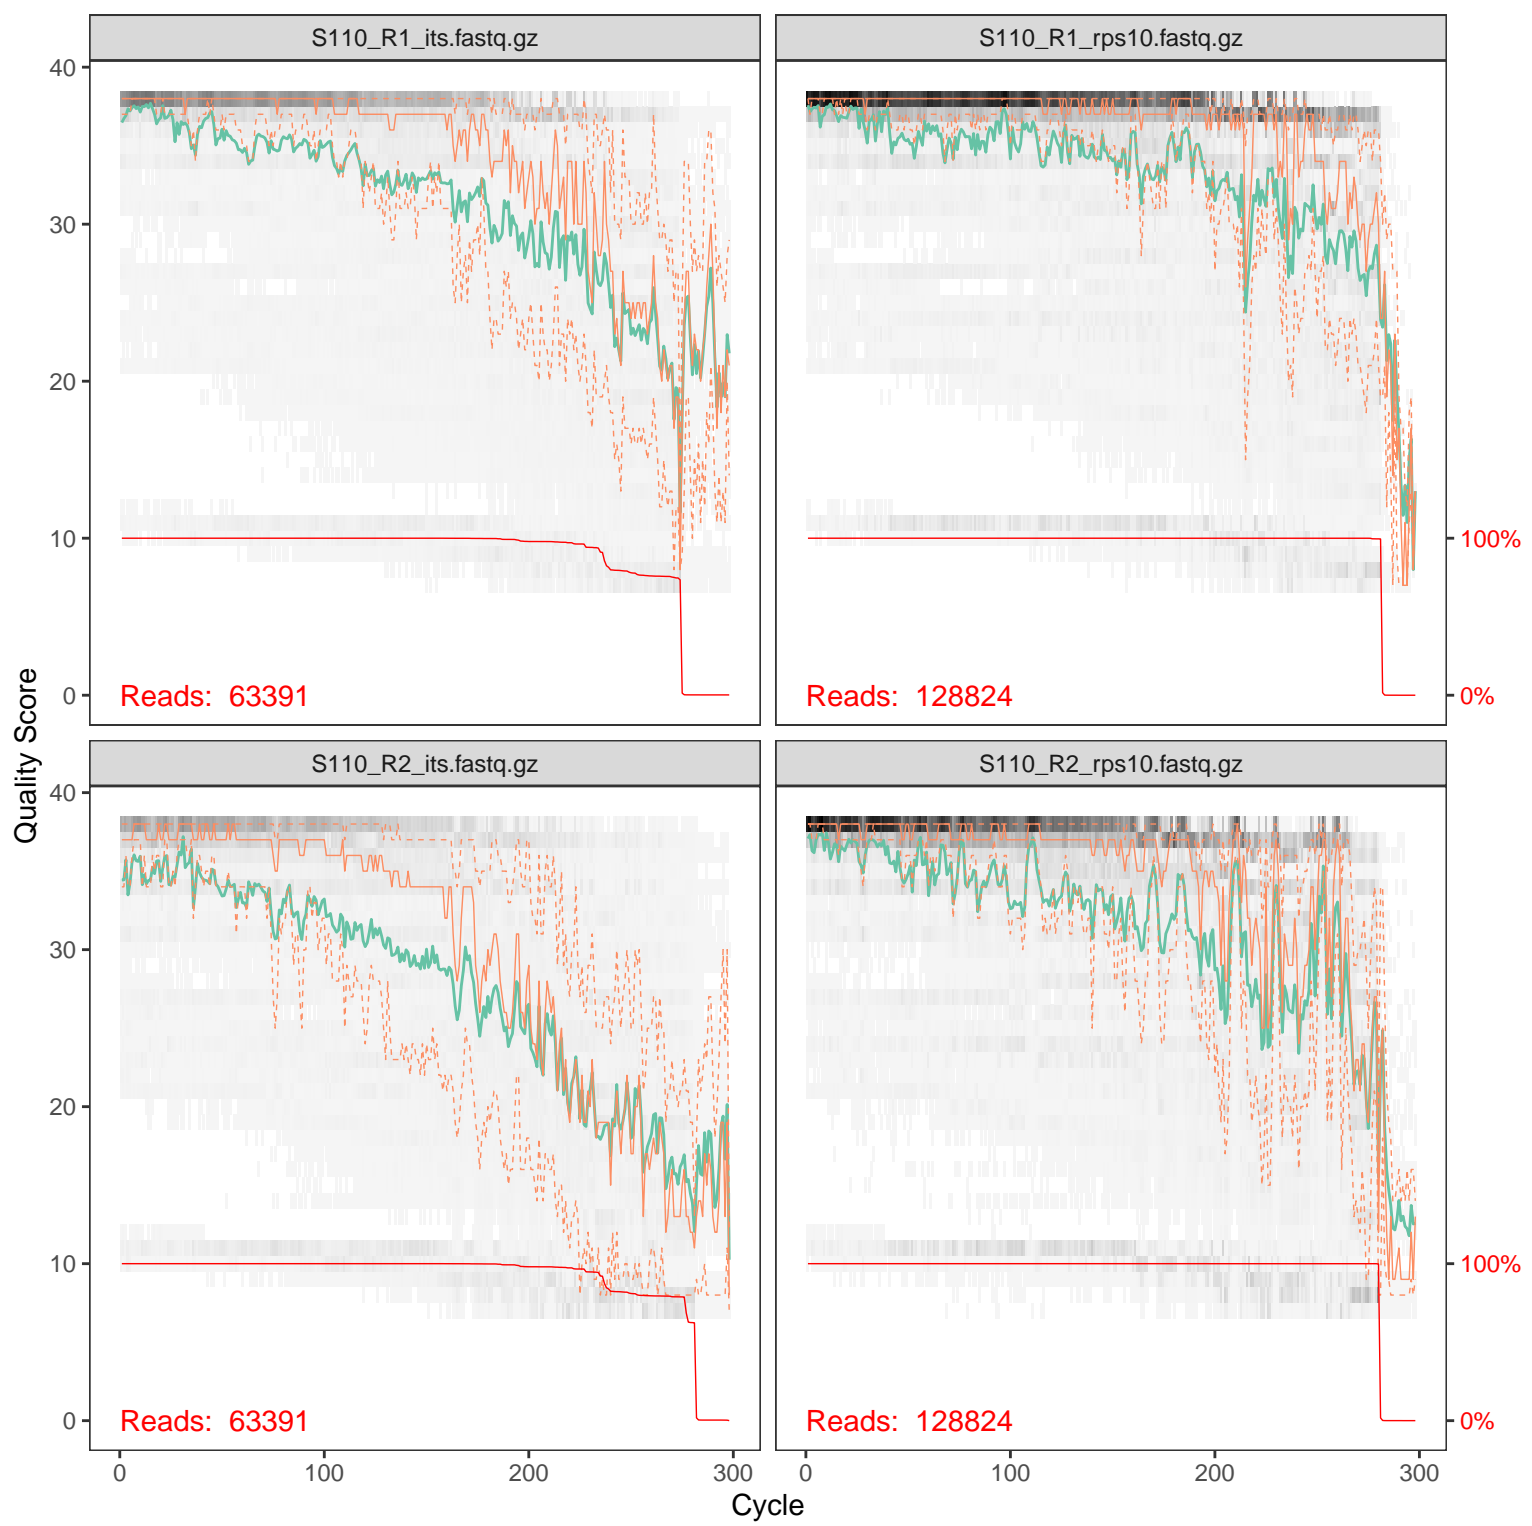 S110_R1_its.fastq.gz
S110_R1_rps10.fastq.gz
40
30
20
10
0
Reads: 63391
Reads: 128824
100%
0%
Quality Score
S110_R2_its.fastq.gz
S110_R2_rps10.fastq.gz
40
30
20
10
0
Reads: 63391
Reads: 128824
100%
0%
0 100 200 300
0 100 200 300
Cycle